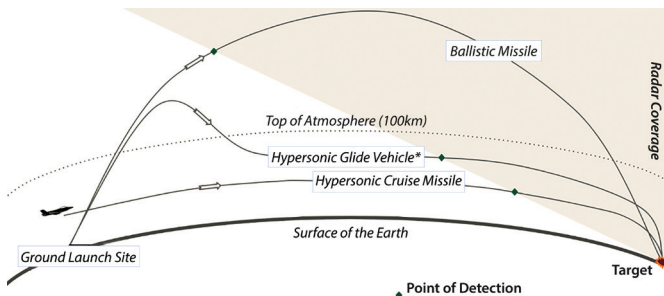 Ballistic Missile
Radar Coverage
Top of Atmosphere (100km)
Hypersonic Glide Vehicle*
Hypersonic Cruise Missile
Surface of the Earth
Ground Launch Site
Target
Point of Detection